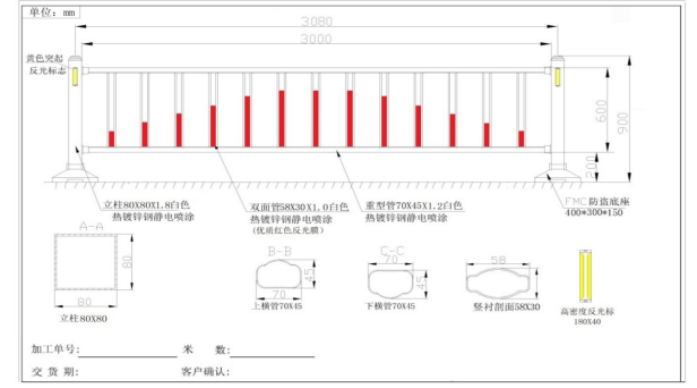 单位: mm
3080
3000
黄色突起
反光标志
600
900
200
立柱80X80X1.8白色
热镀锌钢静电喷涂
双面管58X30X1.0白色
热镀锌钢静电喷涂
(优质红色反光膜)
重型管70X45X1.2白色
热镀锌钢静电喷涂
FMC防盗底座
400*300*150
A-A
80
80
立柱80X80
B-B
45
70
上横管70X45
C-C
70
45
下横管70X45
58
竖衬剖面58X30
高密度反光标
180X40
加工单号:
米 数:
交 货 期:
客户确认: